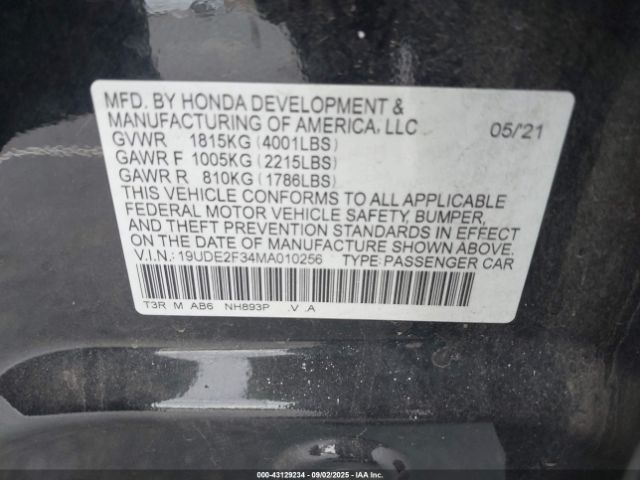 MFD. BY HONDA DEVELOPMENT &
MANUFACTURING OF AMERICA, LLC 05/'21
GVWR 1815KG (4001LBS)
GAWR F 1005KG (2215LBS)
GAWR R 810KG (1786LBS)
THIS VEHICLE CONFORMS TO ALL APPLICABLE
FEDERAL MOTOR VEHICLE SAFETY, BUMPER,
AND THEFT PREVENTION STANDARDS IN EFFECT
ON THE DATE OF MANUFACTURE SHOWN ABOVE.
V.I.N.: 19UDE2F34MA010256 TYPE: PASSENGER CAR
T3R M AB6 NH893P .V .A
000-43129234 | 09/02/2025 | IAA Inc.